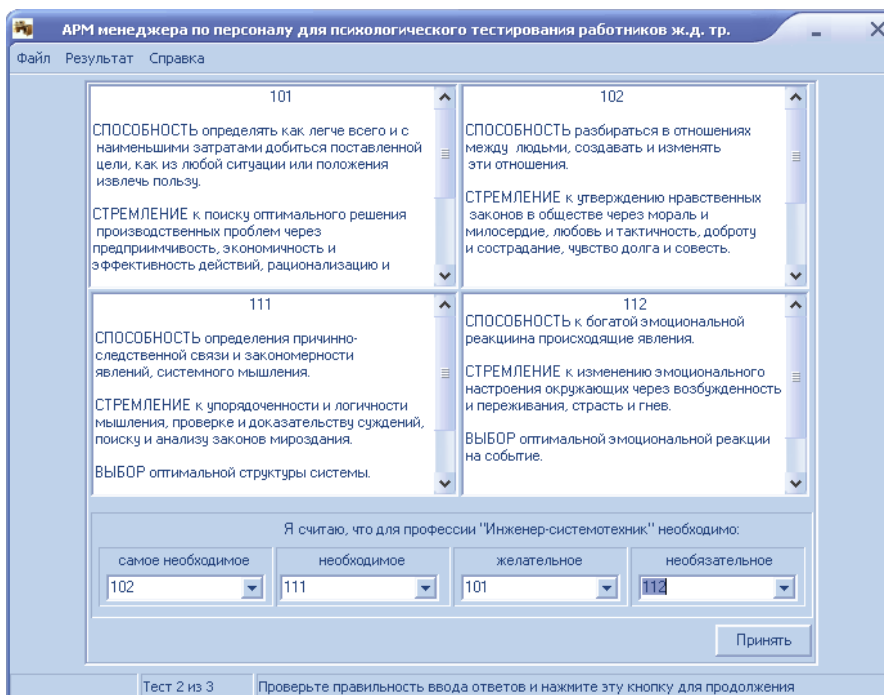 АРМ менеджера по персоналу для психологического тестирования работников ж.д. тр.
Файл Результат Справка
101
СПОСОБНОСТЬ определять как легче всего и с
наименьшими затратами добиться поставленной
цели, как из любой ситуации или положения
извлечь пользу.
СТРЕМЛЕНИЕ к поиску оптимального решения
производственных проблем через
предприимчивость, экономичность и
эффективность действий, рационализацию и
102
СПОСОБНОСТЬ разбираться в отношениях
между людьми, создавать и изменять
эти отношения.
СТРЕМЛЕНИЕ к утверждению нравственных
законов в обществе через мораль и
милосердие, любовь и тактичность, доброту
и сострадание, чувство долга и совесть.
111
СПОСОБНОСТЬ определения причинно-
следственной связи и закономерности
явлений, системного мышления.
СТРЕМЛЕНИЕ к упорядоченности и логичности
мышления, проверке и доказательству суждений,
поиску и анализу законов мироздания.
ВЫБОР оптимальной структуры системы.
112
СПОСОБНОСТЬ к богатой эмоциональной
реакциина происходящие явления.
СТРЕМЛЕНИЕ к изменению эмоционального
настроения окружающих через возбужденность
и переживания, страсть и гнев.
ВЫБОР оптимальной эмоциональной реакции
на событие.
Я считаю, что для профессии "Инженер-системотехник" необходимо:
самое необходимое необходимое желательное необязательное
102 111 101 112
Принять
Тест 2 из 3 Проверьте правильность ввода ответов и нажмите эту кнопку для продолжения